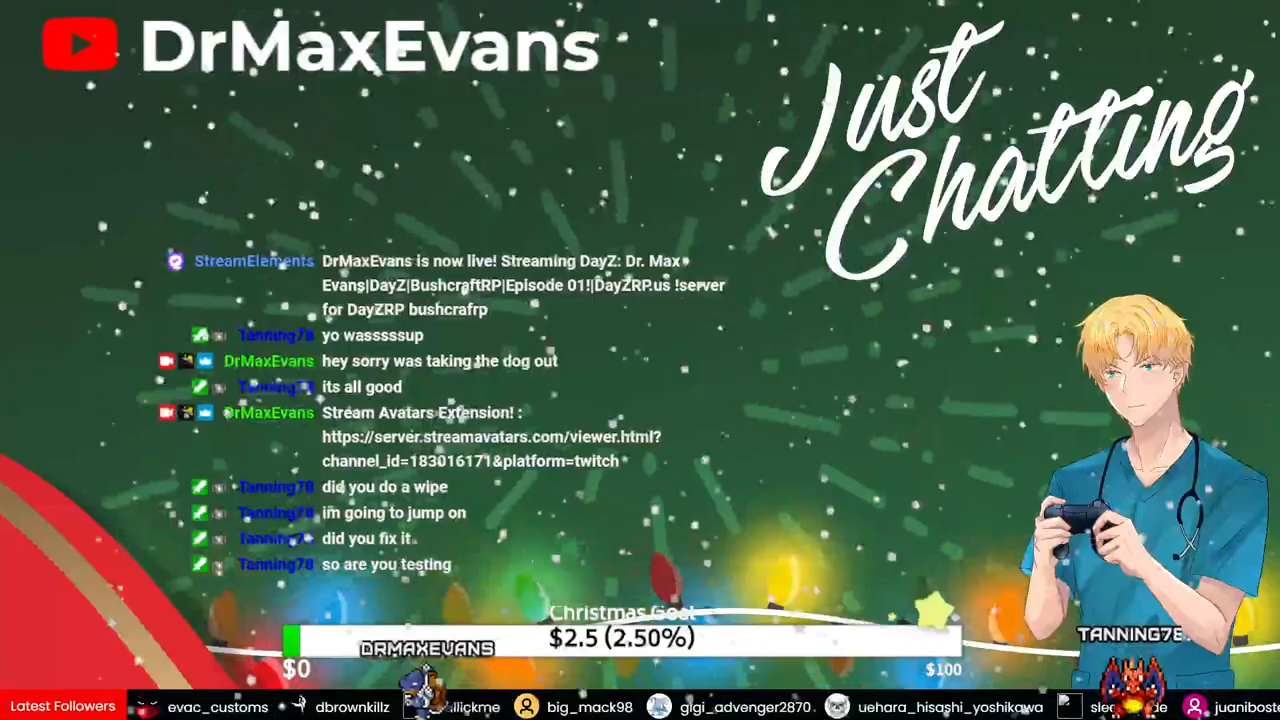 DrMaxEvans
Just
Chatting
StreamElements DrMaxEvans is now live! Streaming DayZ: Dr. Max
Evans|DayZ|BushcraftRP|Episode 01!|DayZRP.us !server
for DayZRP bushcrafrp
Tanning78 yo wasssssup
DrMaxEvans hey sorry was taking the dog out
Tanning78 its all good
DrMaxEvans Stream Avatars Extension! :
https://server.streamavatars.com/viewer.html?
channel_id=183016171&platform=twitch
Tanning78 did you do a wipe
Tanning78 im going to jump on
Tanning78 did you fix it
Tanning78 so are you testing
Christmas Goal
$2.5 (2.50%)
DRMAXEVANS
TANNING78
$0 $100
Latest Followers evac_customs dbrownkillz big_mack98 gigi_advenger2870 uehara_hisashi_yoshikawa